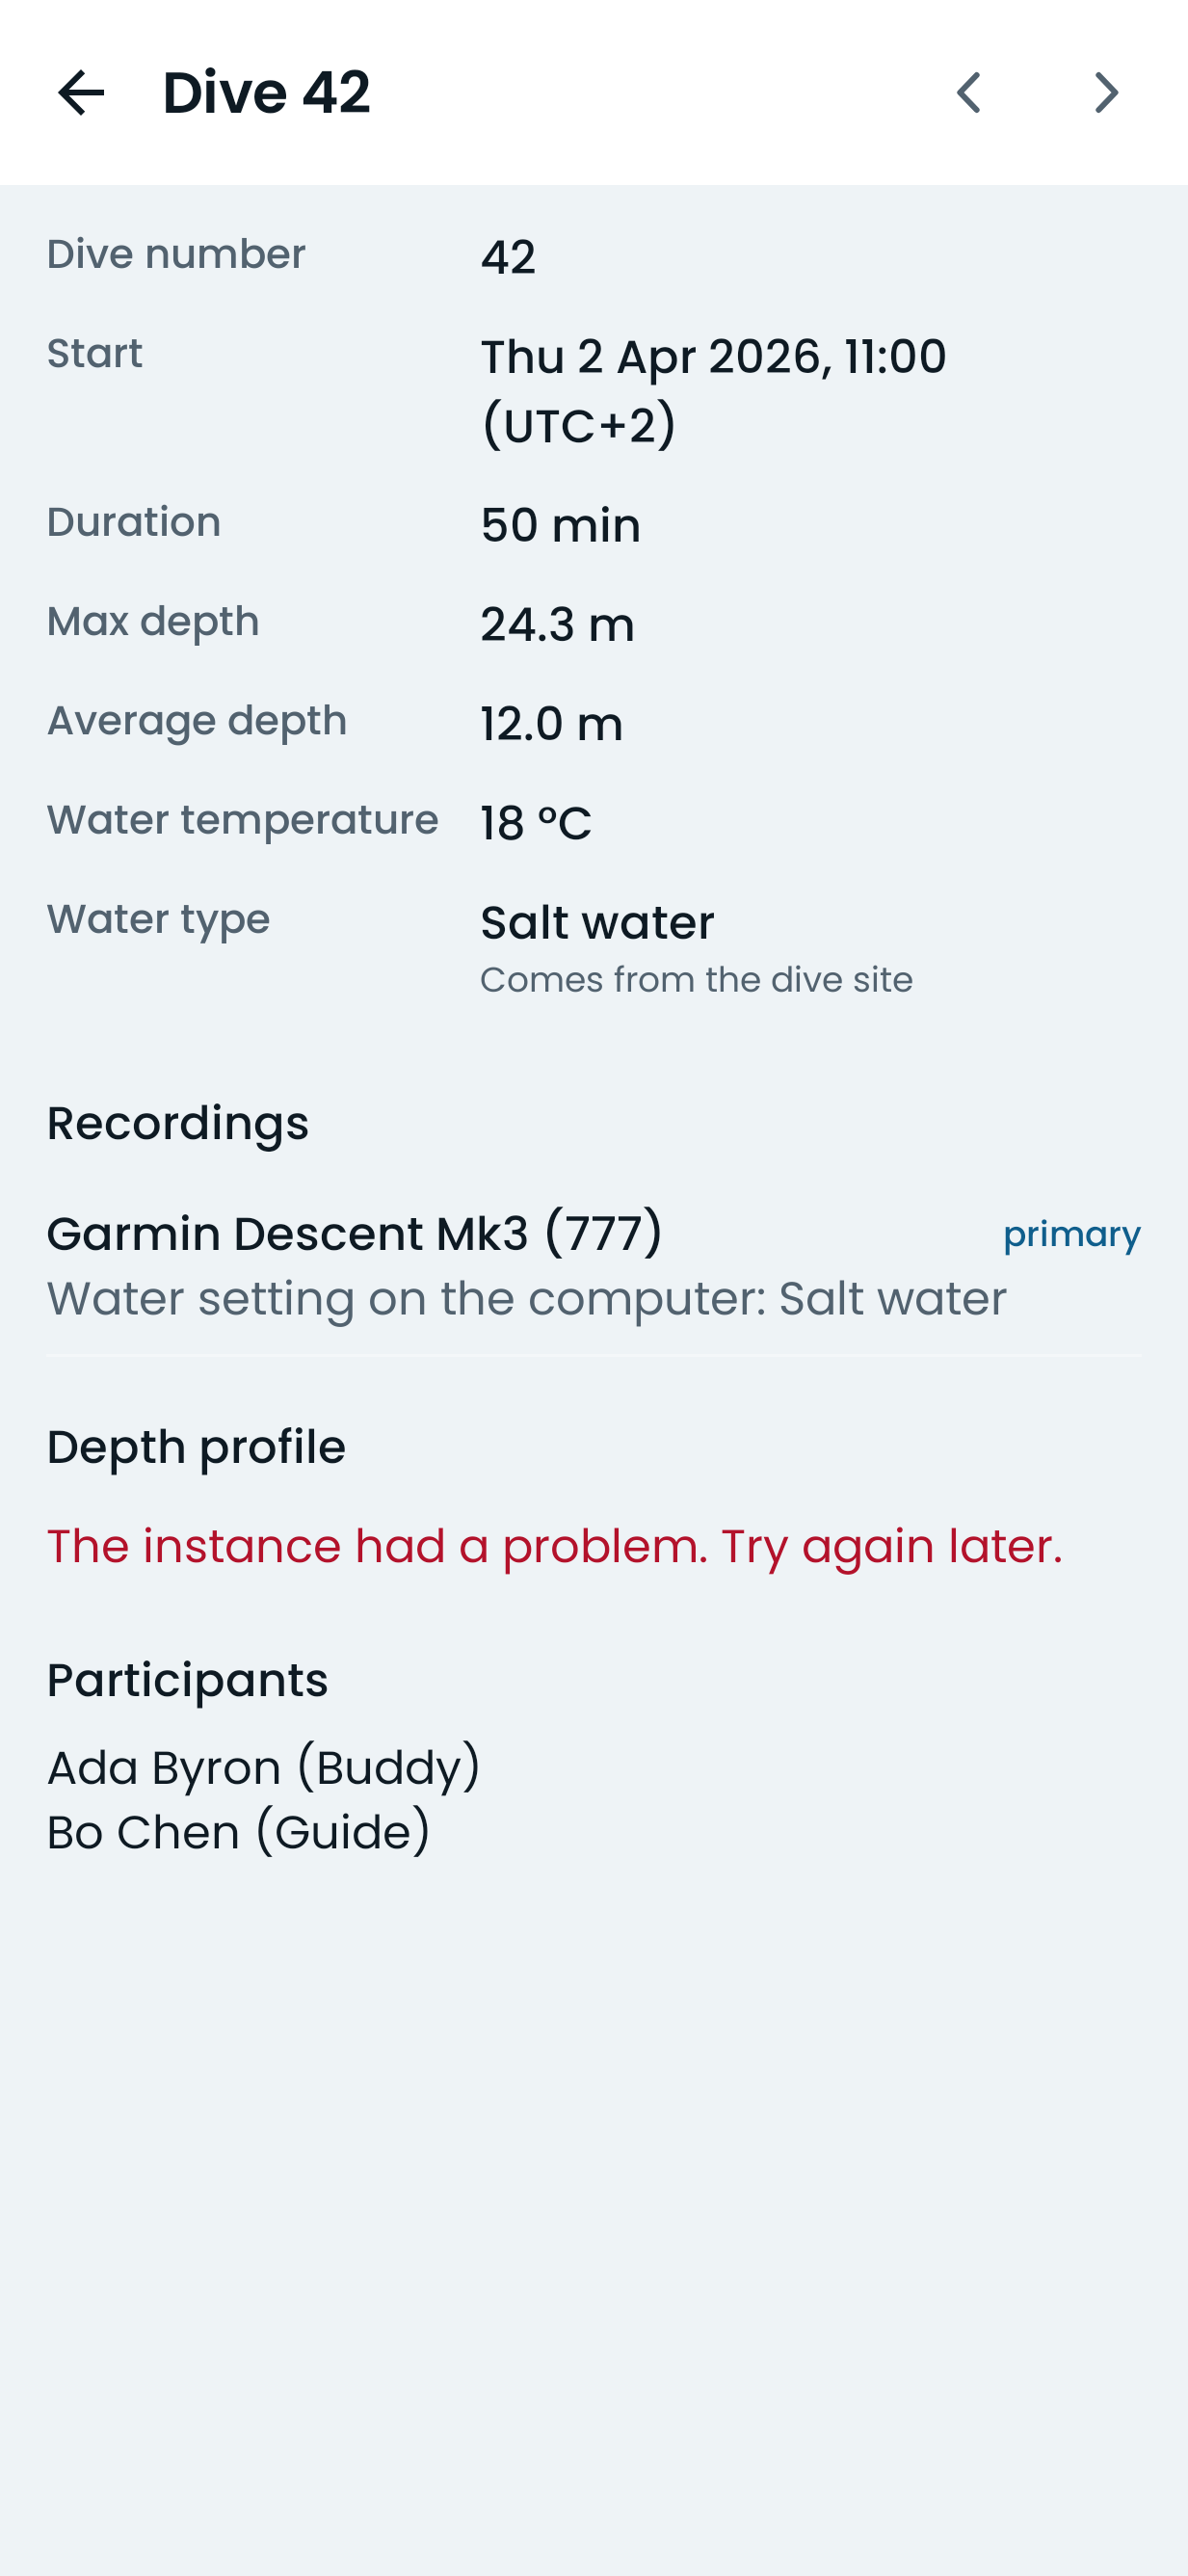 Dive 42
Dive number 42
Start Thu 2 Apr 2026, 11:00
(UTC+2)
Duration 50 min
Max depth 24.3 m
Average depth 12.0 m
Water temperature 18 °C
Water type Salt water
Comes from the dive site
Recordings
Garmin Descent Mk3 (777) primary
Water setting on the computer: Salt water
Depth profile
The instance had a problem. Try again later.
Participants
Ada Byron (Buddy)
Bo Chen (Guide)